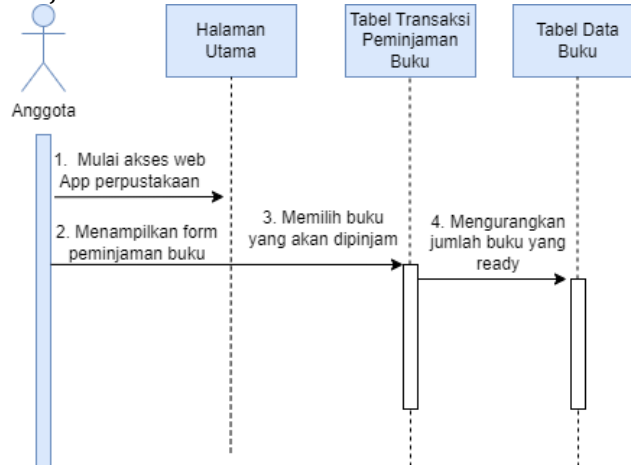 Halaman
Utama
Tabel Transaksi
Peminjaman
Buku
Tabel Data
Buku
Anggota
1. Mulai akses web
App perpustakaan
2. Menampilkan form
peminjaman buku
3. Memilih buku
yang akan dipinjam
4. Mengurangkan
jumlah buku yang
ready